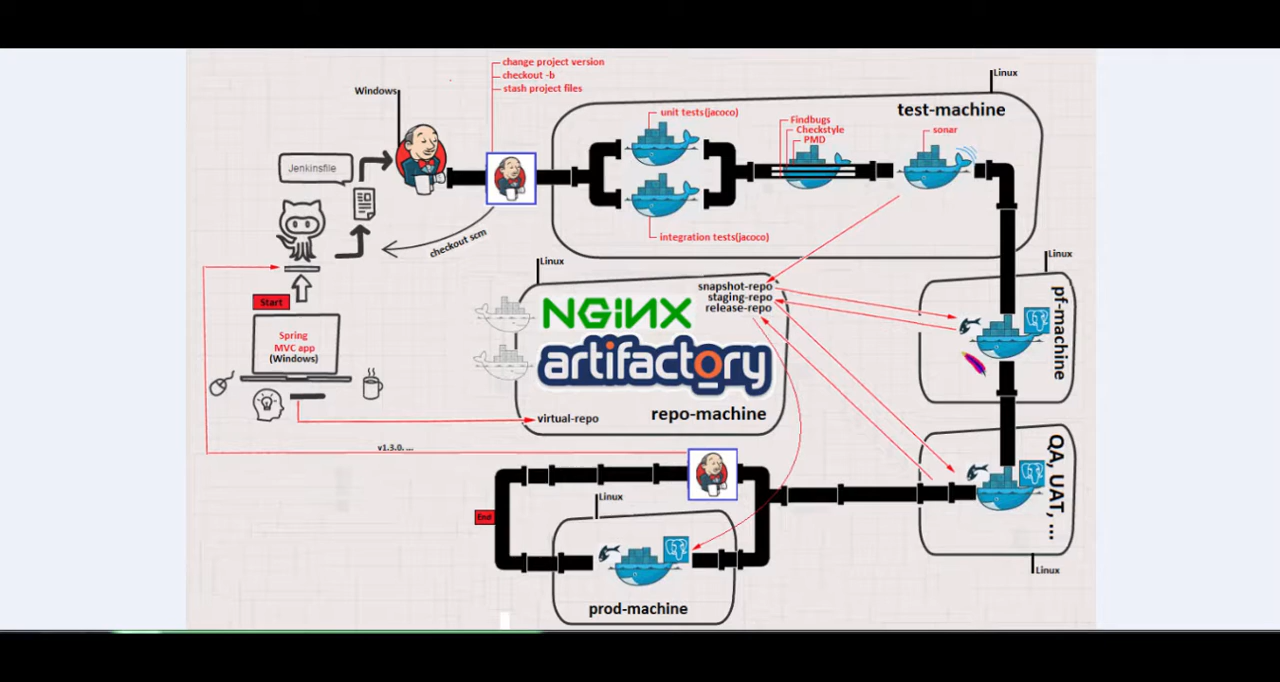 change project version
checkout -b
stash project files
Windows
Linux
test-machine
unit tests(jacoco)
Findbugs
Checkstyle
PMD
sonar
Jenkinsfile
integration tests(jacoco)
checkout scm
Linux
Linux
Start
snapshot-repo
staging-repo
release-repo
NGiNX
artifactory
pf-machine
Spring
MVC app
(Windows)
virtual-repo
repo-machine
v1.3.0. ...
QA, UAT, ...
Linux
End
Linux
prod-machine